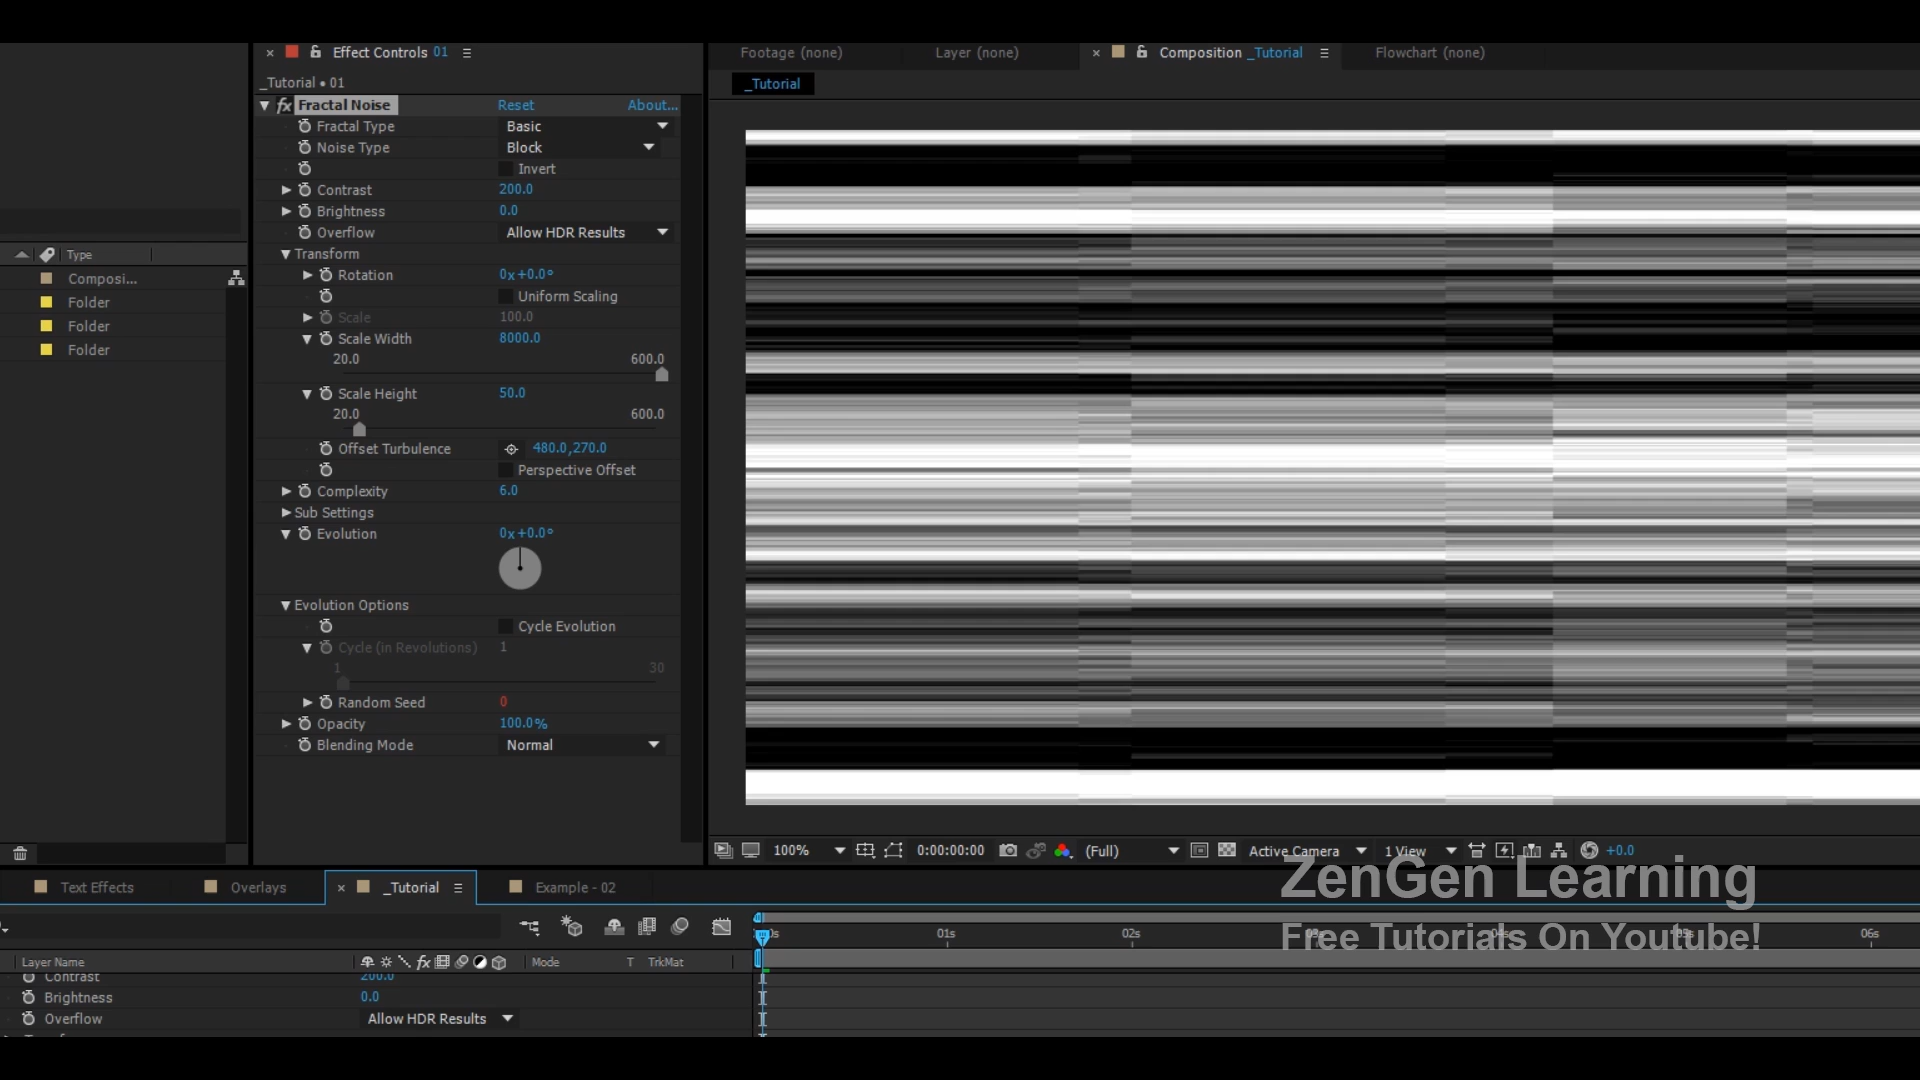 Effect Controls 01
_Tutorial • 01
fx Fractal Noise Reset About...
Fractal Type Basic
Noise Type Block
Invert
Contrast 200.0
Brightness 0.0
Overflow Allow HDR Results
Transform
Rotation 0x+0.0°
Uniform Scaling
Scale 100.0
Scale Width 8000.0
20.0 600.0
Scale Height 50.0
20.0 600.0
Offset Turbulence 480.0,270.0
Perspective Offset
Complexity 6.0
Sub Settings
Evolution 0x+0.0°
Evolution Options
Cycle Evolution
Cycle (in Revolutions) 1
1 30
Random Seed 0
Opacity 100.0%
Blending Mode Normal
Type
Composi...
Folder
Folder
Folder
Footage (none) Layer (none) Composition _Tutorial Flowchart (none)
_Tutorial
100% 0:00:00:00 (Full) Active Camera 1 View +0.0
ZenGen Learning
Free Tutorials On Youtube!
Text Effects Overlays _Tutorial Example - 02
0s 01s 02s 03s 04s 05s 06s
Layer Name fx Mode T TrkMat
Contrast 200.0
Brightness 0.0
Overflow Allow HDR Results